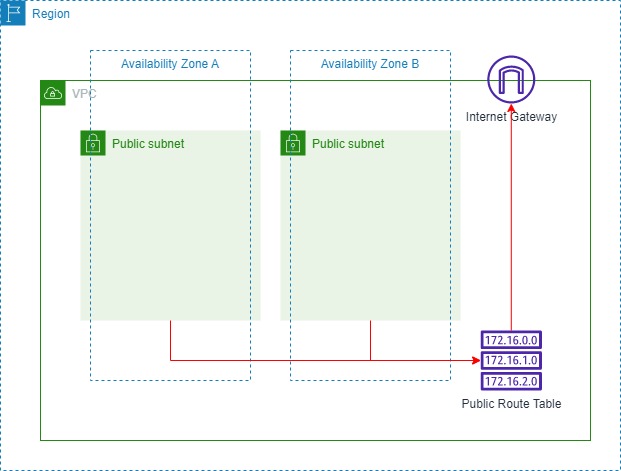 Region
Availability Zone A
Availability Zone B
VPC
Internet Gateway
Public subnet
Public subnet
172.16.0.0
172.16.1.0
172.16.2.0
Public Route Table